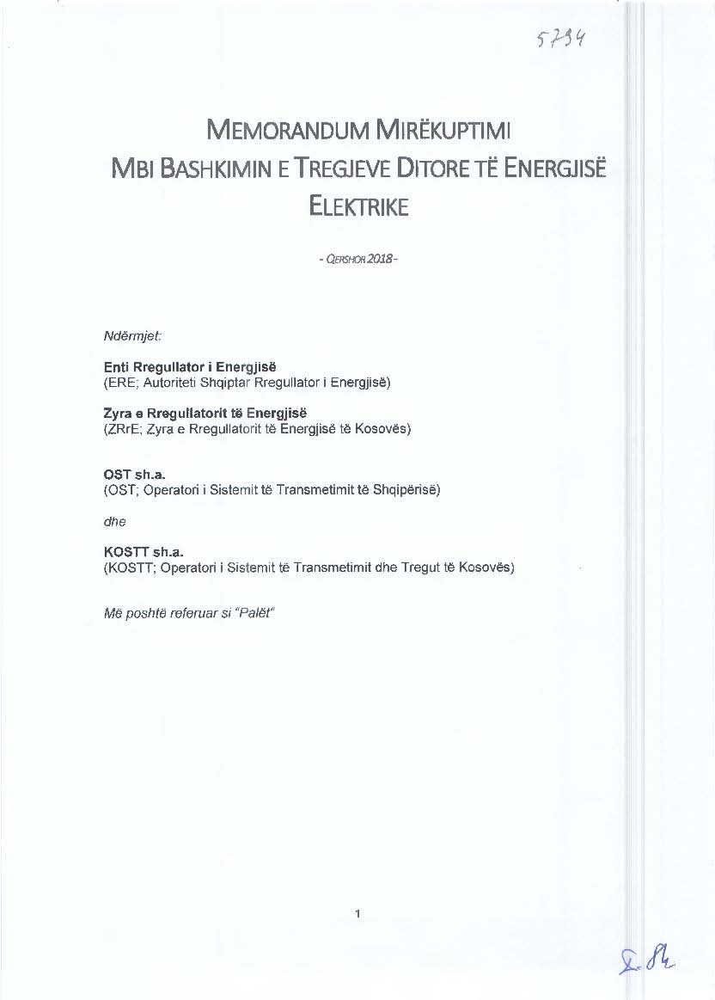 5794
MEMORANDUM MIRËKUPTIMI
MBI BASHKIMIN E TREGJEVE DITORE TË ENERGJISË
ELEKTRIKE
- QERSHOR 2018-
Ndërmjet:
Enti Rregullator i Energjisë
(ERE; Autoriteti Shqiptar Rregullator i Energjisë)
Zyra e Rregullatorit të Energjisë
(ZRrE; Zyra e Rregullatorit të Energjisë të Kosovës)
OST sh.a.
(OST; Operatori i Sistemit të Transmetimit të Shqipërisë)
dhe
KOSTT sh.a.
(KOSTT; Operatori i Sistemit të Transmetimit dhe Tregut të Kosovës)
Më poshtë referuar si "Palët"
1